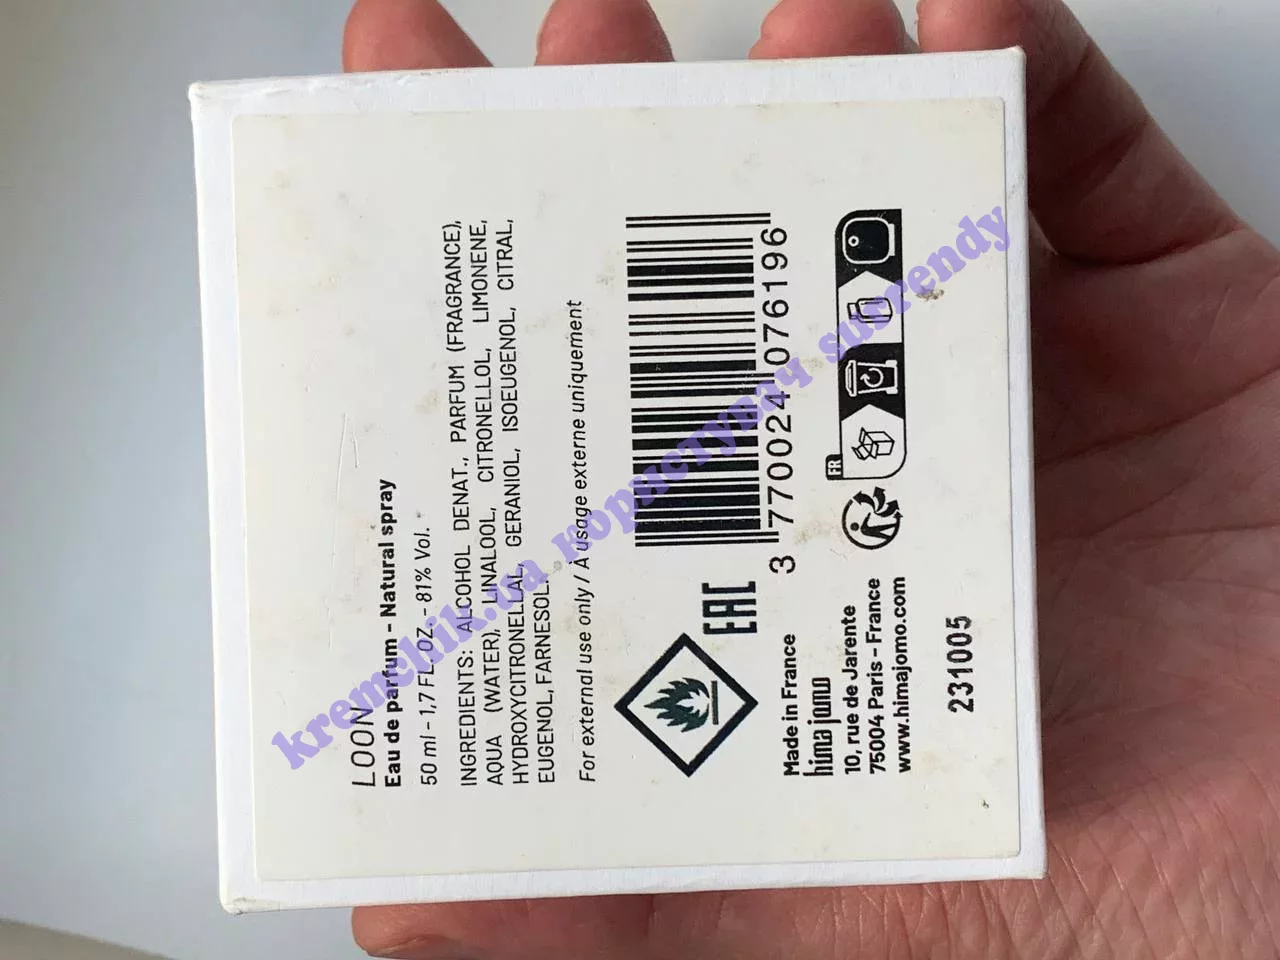 LOON
Eau de parfum - Natural spray
50 ml - 1,7 FL. OZ. - 81% Vol.
INGREDIENTS: ALCOHOL DENAT., PARFUM (FRAGRANCE),
AQUA (WATER), LINALOOL, CITRONELLOL, LIMONENE,
HYDROXYCITRONELLAL, GERANIOL, ISOEUGENOL, CITRAL,
EUGENOL, FARNESOL.
For external use only / À usage externe uniquement
EAC
3 770024 076196
Made in France
hima jomo
10, rue de Jarente
75004 Paris - France
www.himajomo.com
FR
231005
kremchik.ua користувач surrendy